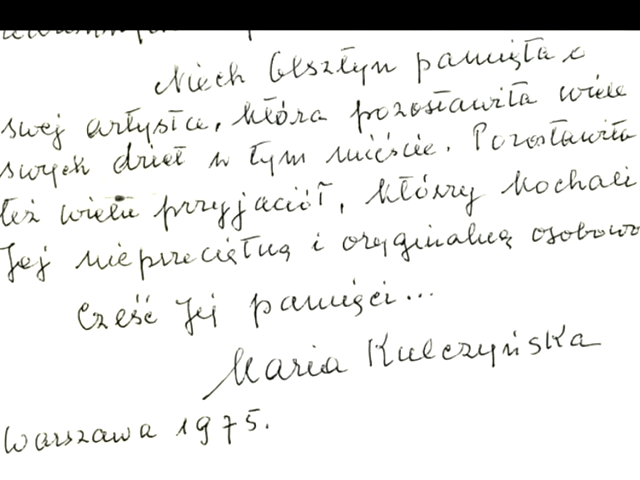 Niech Olsztyn pamięta o
swej artystce, która pozostawiła wiele
swych dzieł w tym mieście. Pozostawiła
też wielu przyjaciół, którzy kochali
Jej nieprzeciętną i oryginalną osobowo
Cześć Jej pamięci...
Maria Kulczyńska
Warszawa 1975.